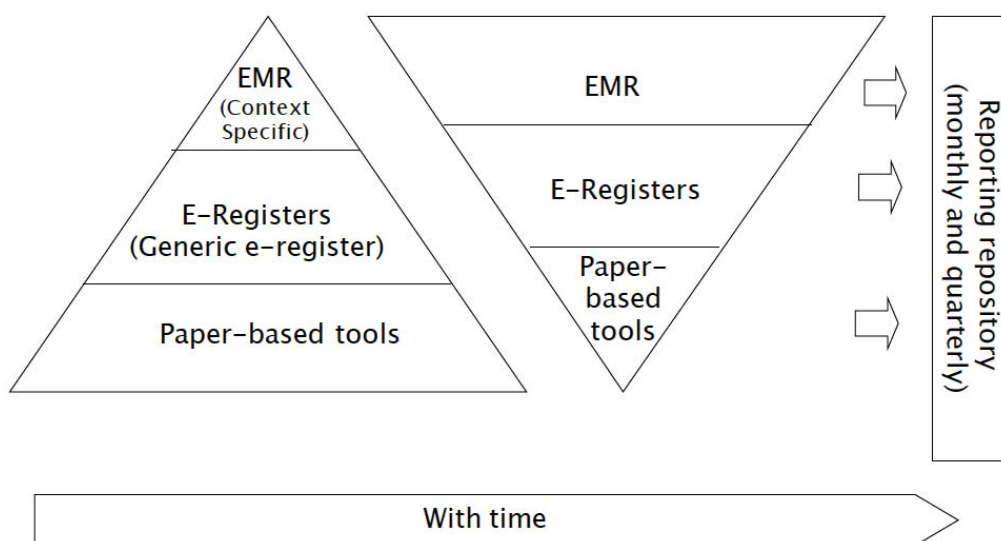 EMR
(Context
Specific)
E-Registers
(Generic e-register)
Paper-based tools
EMR
E-Registers
Paper-
based
tools
Reporting repository
(monthly and quarterly)
With time